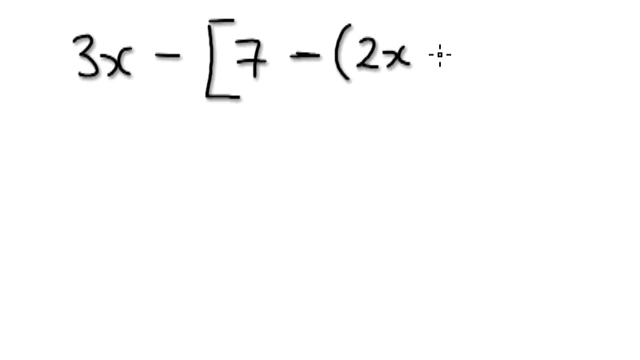 3x - [7 - (2x